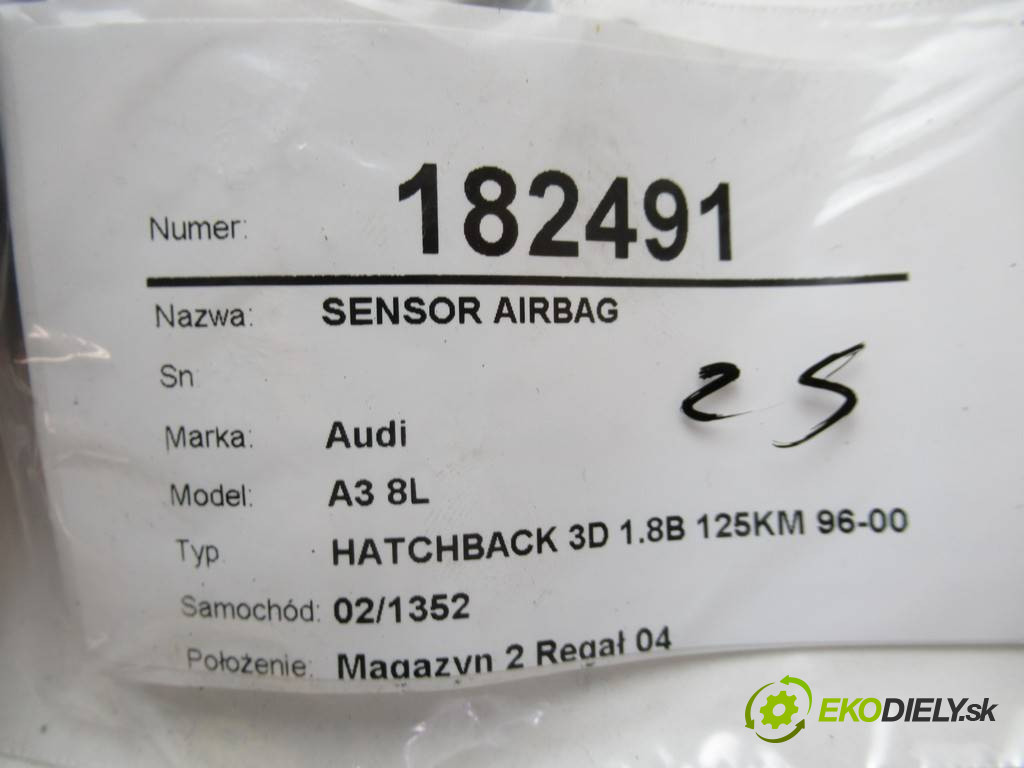 Numer: 182491
Nazwa: SENSOR AIRBAG
Sn
25
Marka: Audi
Model: A3 8L
Typ HATCHBACK 3D 1.8B 125KM 96-00
Samochód: 02/1352
Położenie: Magazyn 2 Regał 04
EKODIELY.sk